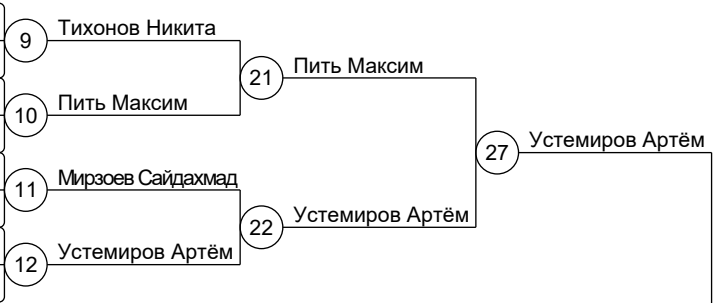 9 Тихонов Никита
21 Пить Максим
10 Пить Максим
27 Устемиров Артём
11 Мирзоев Сайдахмад
22 Устемиров Артём
12 Устемиров Артём